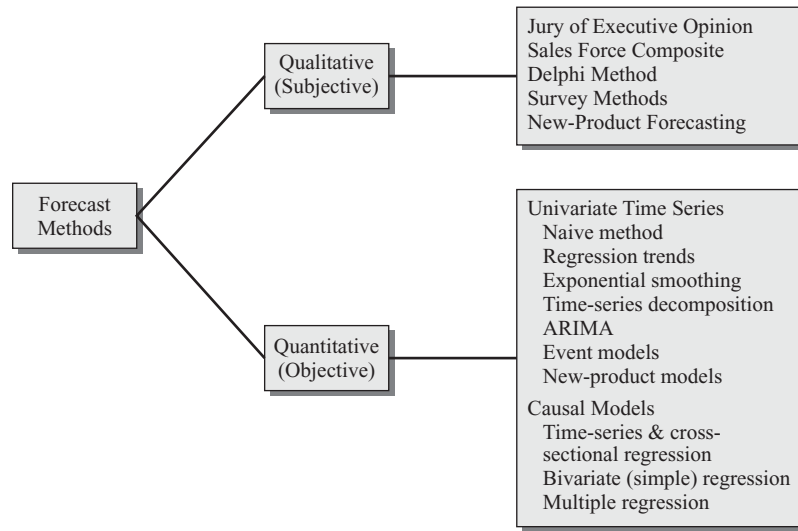 Forecast
Methods
Qualitative
(Subjective)
Jury of Executive Opinion
Sales Force Composite
Delphi Method
Survey Methods
New-Product Forecasting
Quantitative
(Objective)
Univariate Time Series
Naive method
Regression trends
Exponential smoothing
Time-series decomposition
ARIMA
Event models
New-product models
Causal Models
Time-series & cross-
sectional regression
Bivariate (simple) regression
Multiple regression